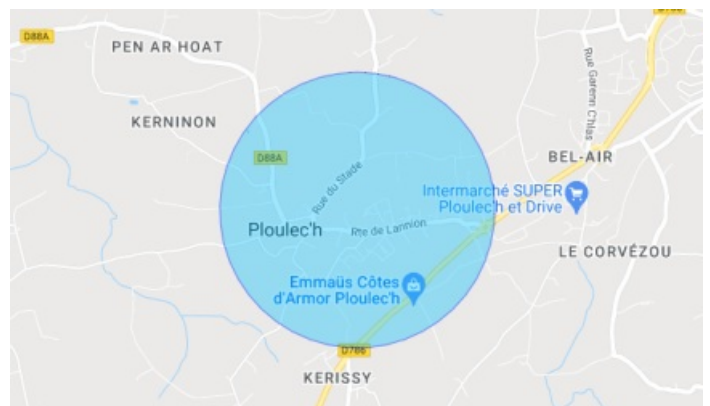 D88A
PEN AR HOAT
KERNINON
D88A
Rue du Stade
Rue Garenn C'hlas
BEL-AIR
Intermarché SUPER
Ploulec'h et Drive
Ploulec'h
Rte de Lannion
LE CORVÉZOU
Emmaüs Côtes
d'Armor Ploulec'h
D786
KERISSY